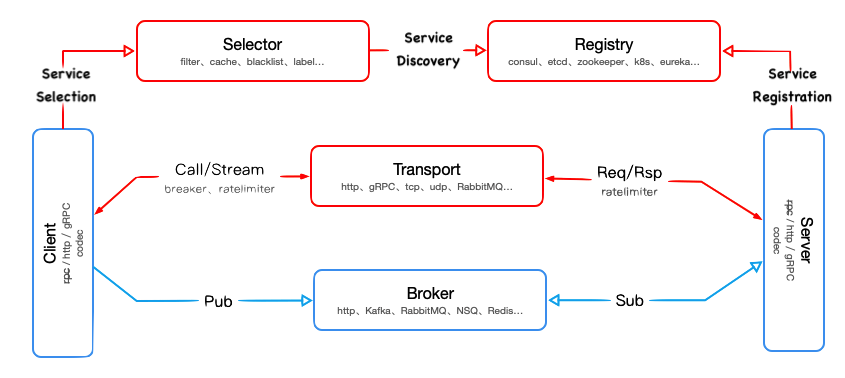 Selector
filter、cache、blacklist、label...
Service
Discovery
Registry
consul、etcd、zookeeper、k8s、eureka...
Service
Selection
Service
Registration
Call/Stream
breaker、ratelimiter
Transport
http、gRPC、tcp、udp、RabbitMQ...
Req/Rsp
ratelimiter
Client
rpc / http / gRPC
codec
Server
rpc / http / gRPC
codec
Pub
Broker
http、Kafka、RabbitMQ、NSQ、Redis...
Sub